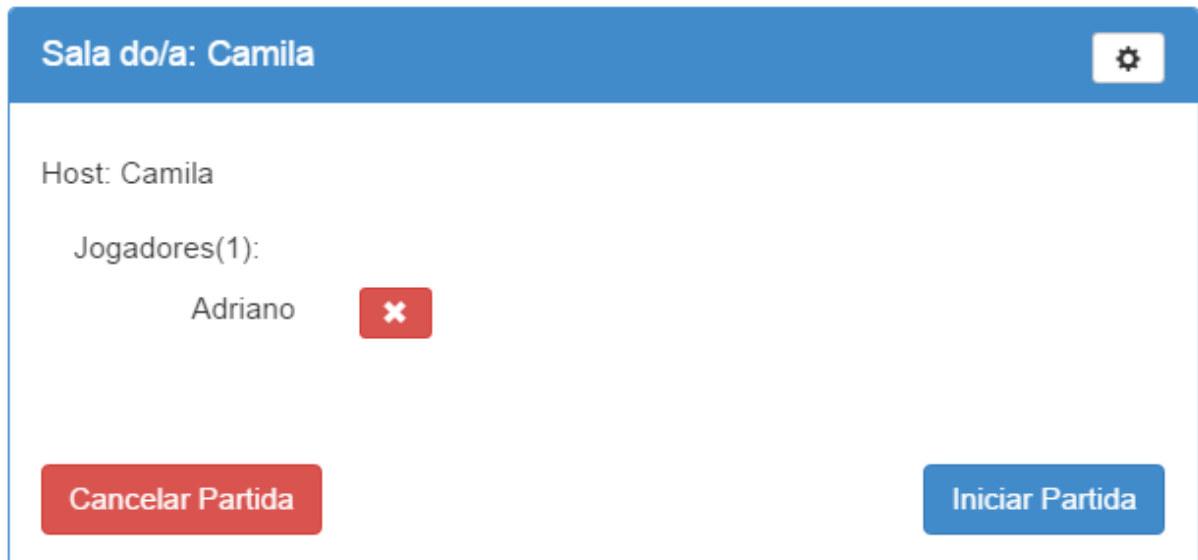 Sala do/a: Camila
Host: Camila
Jogadores(1):
Adriano
Cancelar Partida
Iniciar Partida